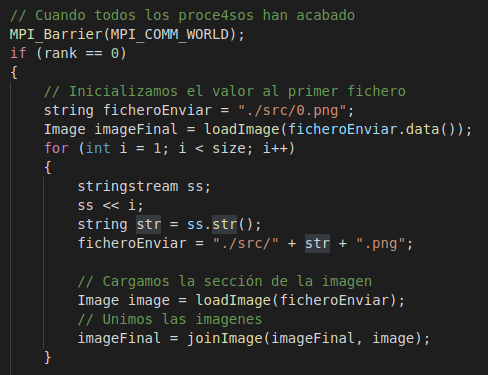 // Cuando todos los proce4sos han acabado
MPI_Barrier(MPI_COMM_WORLD);
if (rank == 0)
{
// Inicializamos el valor al primer fichero
string ficheroEnviar = "./src/0.png";
Image imageFinal = loadImage(ficheroEnviar.data());
for (int i = 1; i < size; i++)
{
stringstream ss;
ss << i;
string str = ss.str();
ficheroEnviar = "./src/" + str + ".png";
// Cargamos la sección de la imagen
Image image = loadImage(ficheroEnviar);
// Unimos las imagenes
imageFinal = joinImage(imageFinal, image);
}